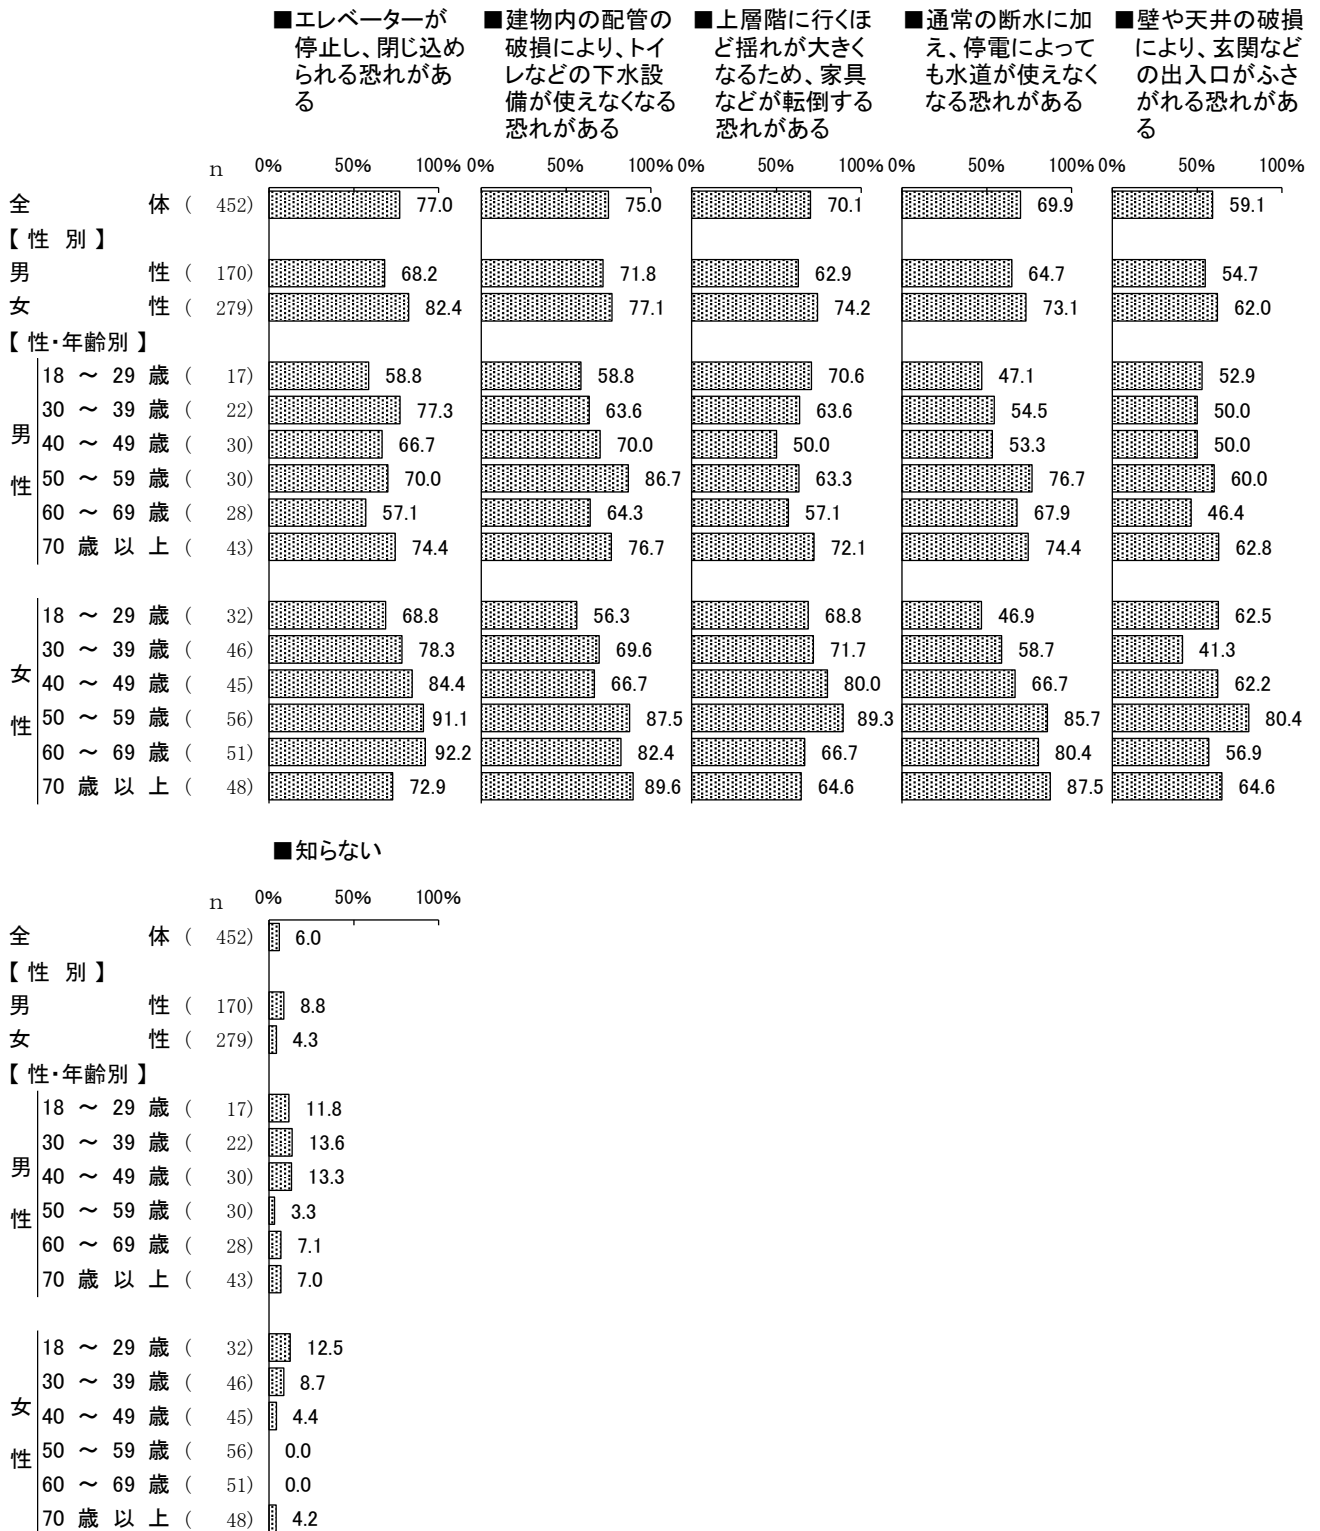 ■エレベーターが停止し、閉じ込められる恐れがある
■建物内の配管の破損により、トイレなどの下水設備が使えなくなる恐れがある
■上層階に行くほど揺れが大きくなるため、家具などが転倒する恐れがある
■通常の断水に加え、停電によっても水道が使えなくなる恐れがある
■壁や天井の破損により、玄関などの出入口がふさがれる恐れがある
n 0% 50% 100% 0% 50% 100% 0% 50% 100% 0% 50% 100% 0% 50% 100%
全体 ( 452) 77.0 75.0 70.1 69.9 59.1
【性別】
男性 ( 170) 68.2 71.8 62.9 64.7 54.7
女性 ( 279) 82.4 77.1 74.2 73.1 62.0
【性・年齢別】
男性
18 ～ 29 歳 ( 17) 58.8 58.8 70.6 47.1 52.9
30 ～ 39 歳 ( 22) 77.3 63.6 63.6 54.5 50.0
40 ～ 49 歳 ( 30) 66.7 70.0 50.0 53.3 50.0
50 ～ 59 歳 ( 30) 70.0 86.7 63.3 76.7 60.0
60 ～ 69 歳 ( 28) 57.1 64.3 57.1 67.9 46.4
70 歳 以 上 ( 43) 74.4 76.7 72.1 74.4 62.8
女性
18 ～ 29 歳 ( 32) 68.8 56.3 68.8 46.9 62.5
30 ～ 39 歳 ( 46) 78.3 69.6 71.7 58.7 41.3
40 ～ 49 歳 ( 45) 84.4 66.7 80.0 66.7 62.2
50 ～ 59 歳 ( 56) 91.1 87.5 89.3 85.7 80.4
60 ～ 69 歳 ( 51) 92.2 82.4 66.7 80.4 56.9
70 歳 以 上 ( 48) 72.9 89.6 64.6 87.5 64.6
■知らない
n 0% 50% 100%
全体 ( 452) 6.0
【性別】
男性 ( 170) 8.8
女性 ( 279) 4.3
【性・年齢別】
男性
18 ～ 29 歳 ( 17) 11.8
30 ～ 39 歳 ( 22) 13.6
40 ～ 49 歳 ( 30) 13.3
50 ～ 59 歳 ( 30) 3.3
60 ～ 69 歳 ( 28) 7.1
70 歳 以 上 ( 43) 7.0
女性
18 ～ 29 歳 ( 32) 12.5
30 ～ 39 歳 ( 46) 8.7
40 ～ 49 歳 ( 45) 4.4
50 ～ 59 歳 ( 56) 0.0
60 ～ 69 歳 ( 51) 0.0
70 歳 以 上 ( 48) 4.2